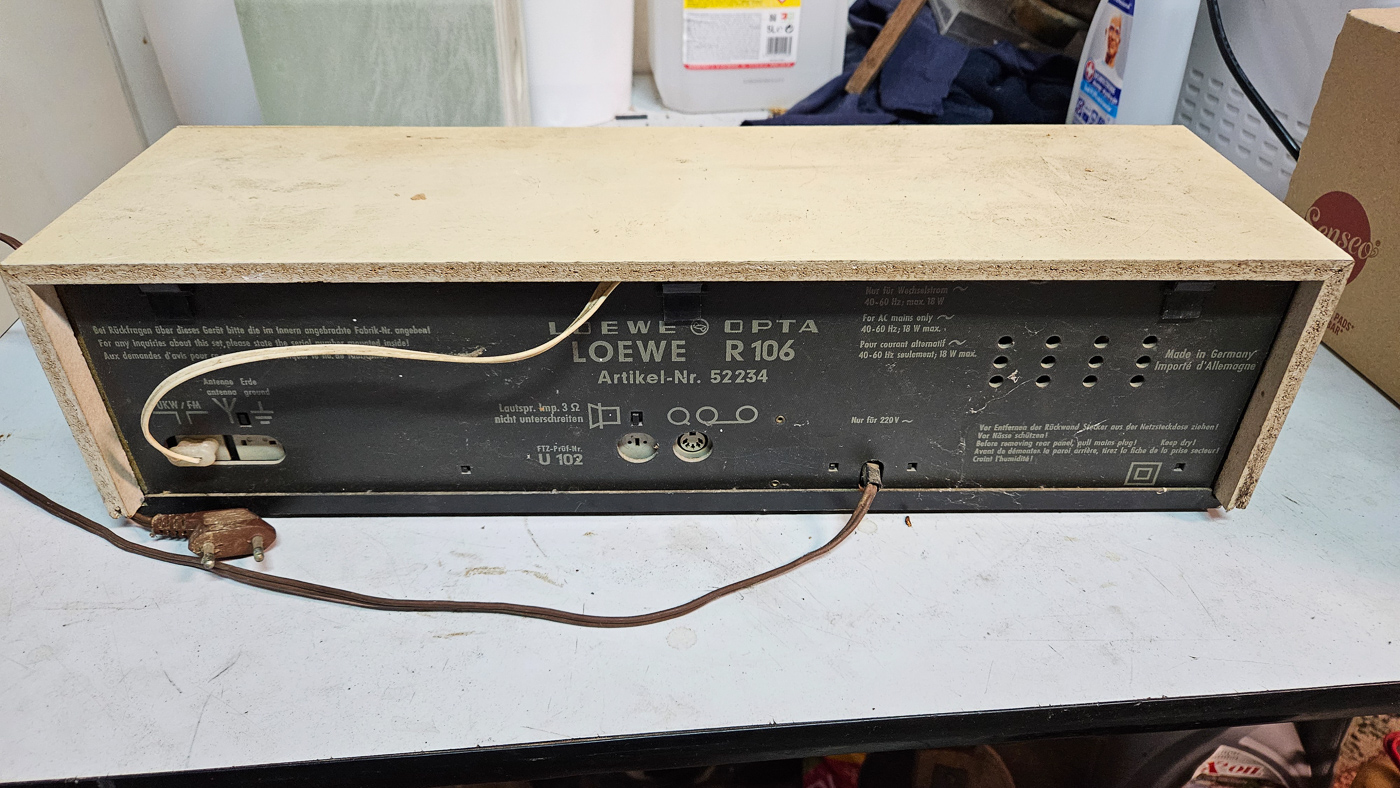 Bei Rückfragen über dieses Gerät bitte die im Innern angebrachte Fabrik-Nr. angeben!
For any inquiries about this set, please state the serial number mounted inside!
Aux demandes d'avis pour
LOEWE OPTA
LOEWE R 106
Artikel-Nr. 52234
Nur für Wechselstrom
40-60 Hz; max. 18 W
For AC mains only
40-60 Hz; 18 W max.
Pour courant alternatif
40-60 Hz seulement; 18 W max.
Made in Germany
Importé d'Allemagne
Antenne Erde
antenna ground
UKW / FM
Lautspr. Imp. 3 Ω
nicht unterschreiten
FTZ-Prüf-Nr.
U 102
Nur für 220 V ~
Vor Entfernen der Rückwand Stecker aus der Netzsteckdose ziehen!
Vor Nässe schützen!
Before removing rear panel, pull mains plug! Keep dry!
Avant de démonter la paroi arrière, tirez la fiche de la prise secteur!
Craint l'humidité!
Senseo
PADS